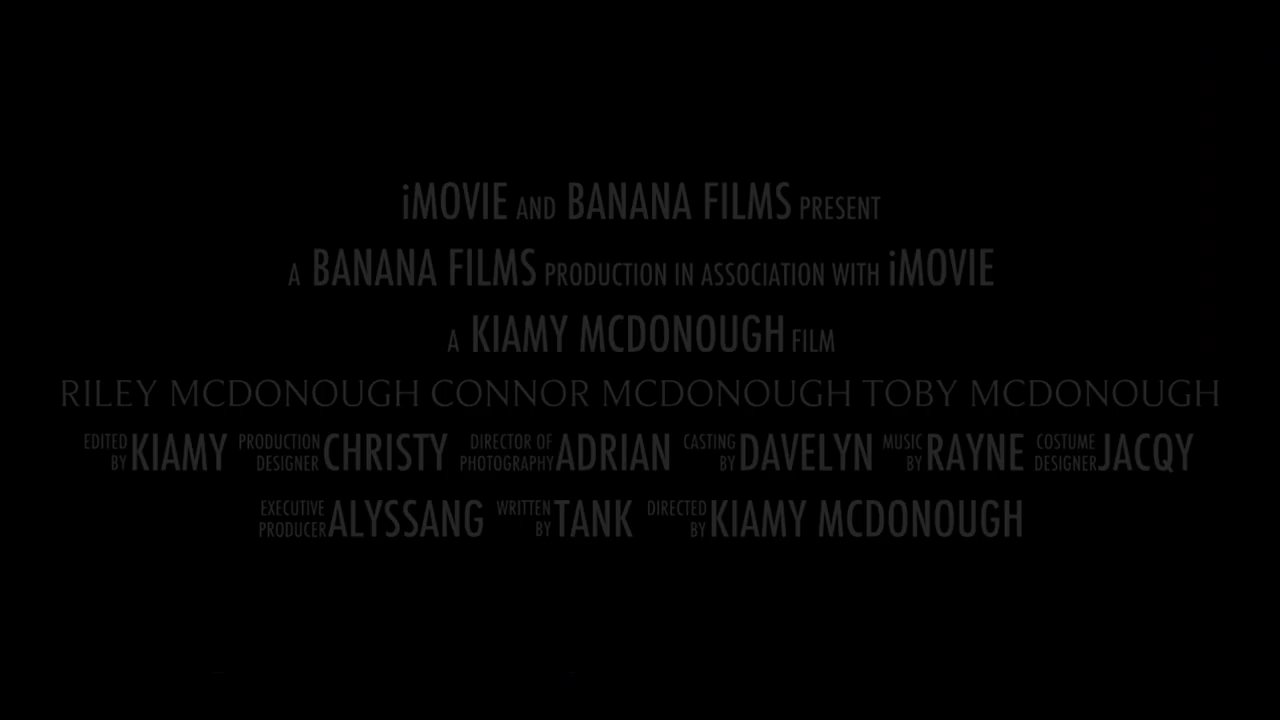 iMOVIE AND BANANA FILMS PRESENT
A BANANA FILMS PRODUCTION IN ASSOCIATION WITH iMOVIE
A KIAMY MCDONOUGH FILM
RILEY MCDONOUGH CONNOR MCDONOUGH TOBY MCDONOUGH
EDITED BY KIAMY PRODUCTION DESIGNER CHRISTY DIRECTOR OF PHOTOGRAPHY ADRIAN CASTING BY DAVELYN MUSIC BY RAYNE COSTUME DESIGNER JACQY
EXECUTIVE PRODUCER ALYSSANG WRITTEN BY TANK DIRECTED BY KIAMY MCDONOUGH